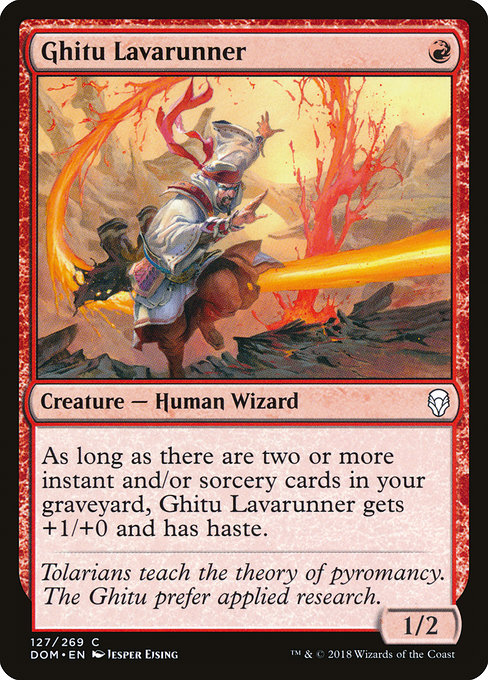 Ghitu Lavarunner
Creature — Human Wizard
As long as there are two or more
instant and/or sorcery cards in your
graveyard, Ghitu Lavarunner gets
+1/+0 and has haste.
Tolarians teach the theory of pyromancy.
The Ghitu prefer applied research.
1/2
127/269 C
DOM • EN Jesper Eising
™ & © 2018 Wizards of the Coast